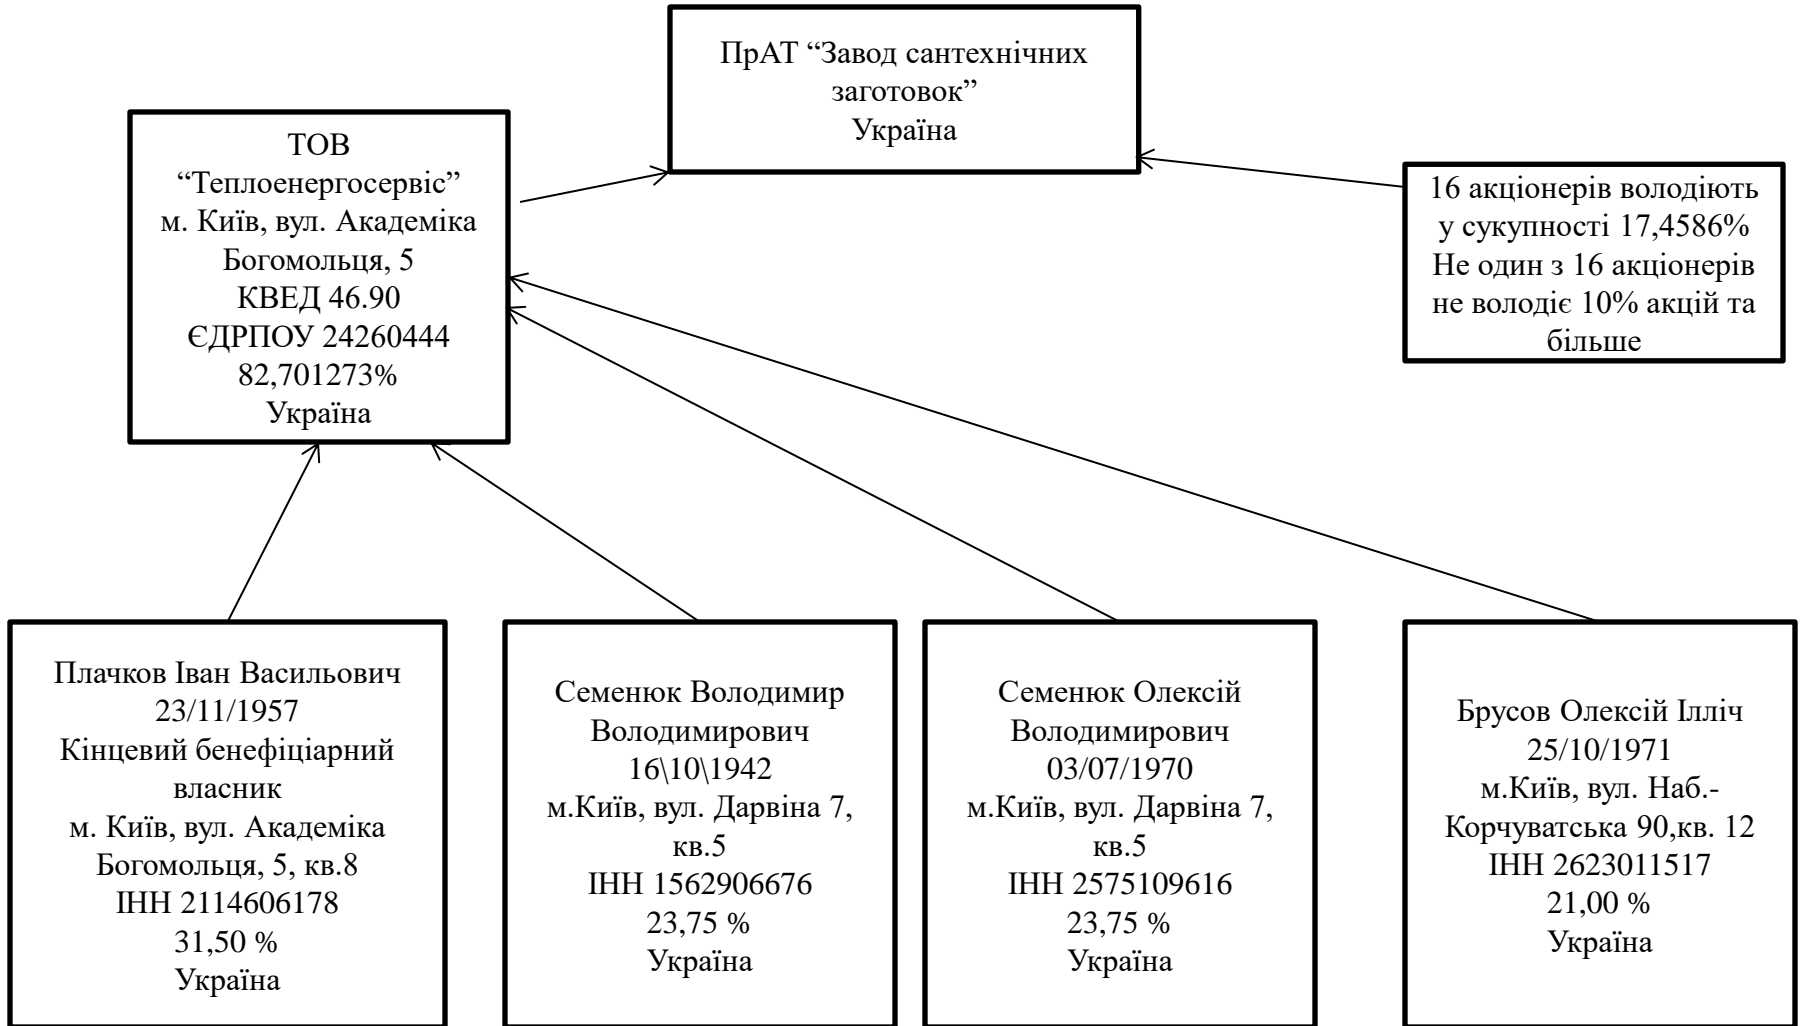 ПрАТ “Завод сантехнічних
заготовок”
Україна
ТОВ
“Теплоенергосервіс”
м. Київ, вул. Академіка
Богомольця, 5
КВЕД 46.90
ЄДРПОУ 24260444
82,701273%
Україна
16 акціонерів володіють
у сукупності 17,4586%
Не один з 16 акціонерів
не володіє 10% акцій та
більше
Плачков Іван Васильович
23/11/1957
Кінцевий бенефіціарний
власник
м. Київ, вул. Академіка
Богомольця, 5, кв.8
ІНН 2114606178
31,50 %
Україна
Семенюк Володимир
Володимирович
16\10\1942
м.Київ, вул. Дарвіна 7,
кв.5
ІНН 1562906676
23,75 %
Україна
Семенюк Олексій
Володимирович
03/07/1970
м.Київ, вул. Дарвіна 7,
кв.5
ІНН 2575109616
23,75 %
Україна
Брусов Олексій Ілліч
25/10/1971
м.Київ, вул. Наб.-
Корчуватська 90,кв. 12
ІНН 2623011517
21,00 %
Україна